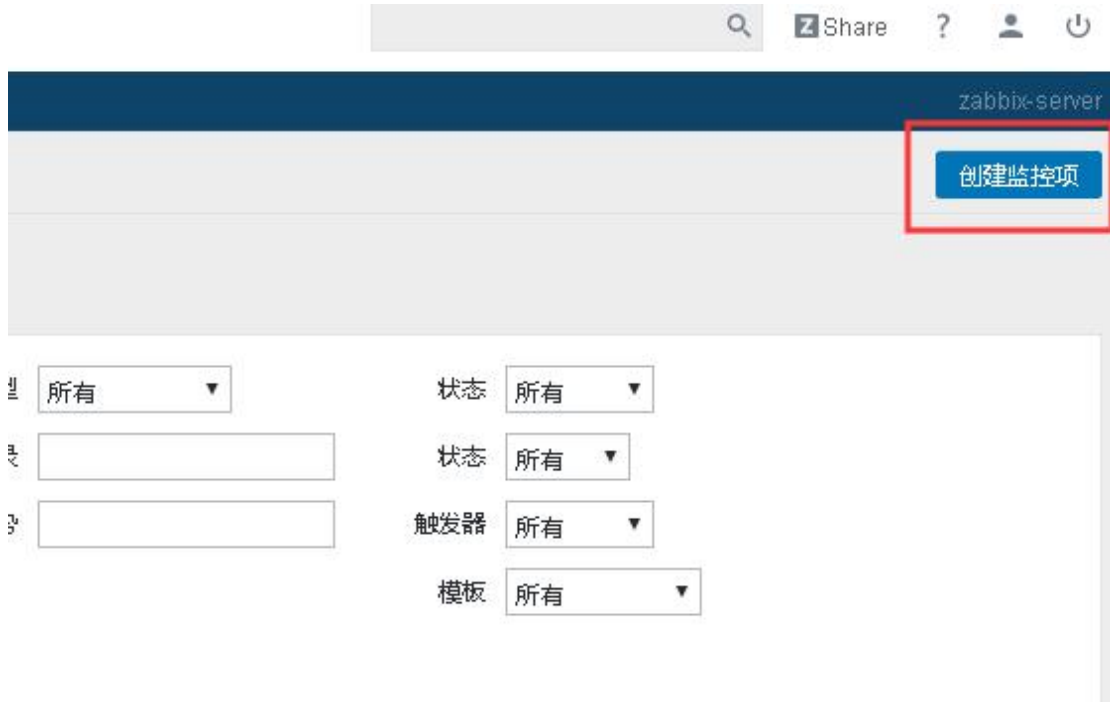 Z Share ?
zabbix-server
创建监控项
所有 状态 所有
状态 所有
触发器 所有
模板 所有